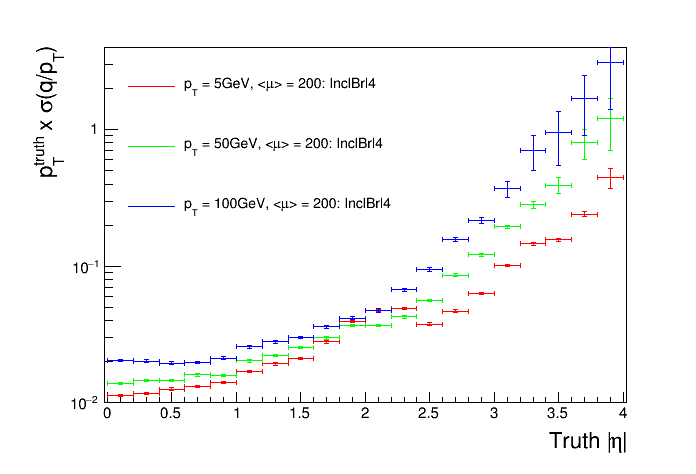 p_T^truth x σ(q/p_T)
p_T = 5GeV, <μ> = 200: InclBrl4
p_T = 50GeV, <μ> = 200: InclBrl4
p_T = 100GeV, <μ> = 200: InclBrl4
1
10⁻¹
10⁻²
0 0.5 1 1.5 2 2.5 3 3.5 4
Truth |η|